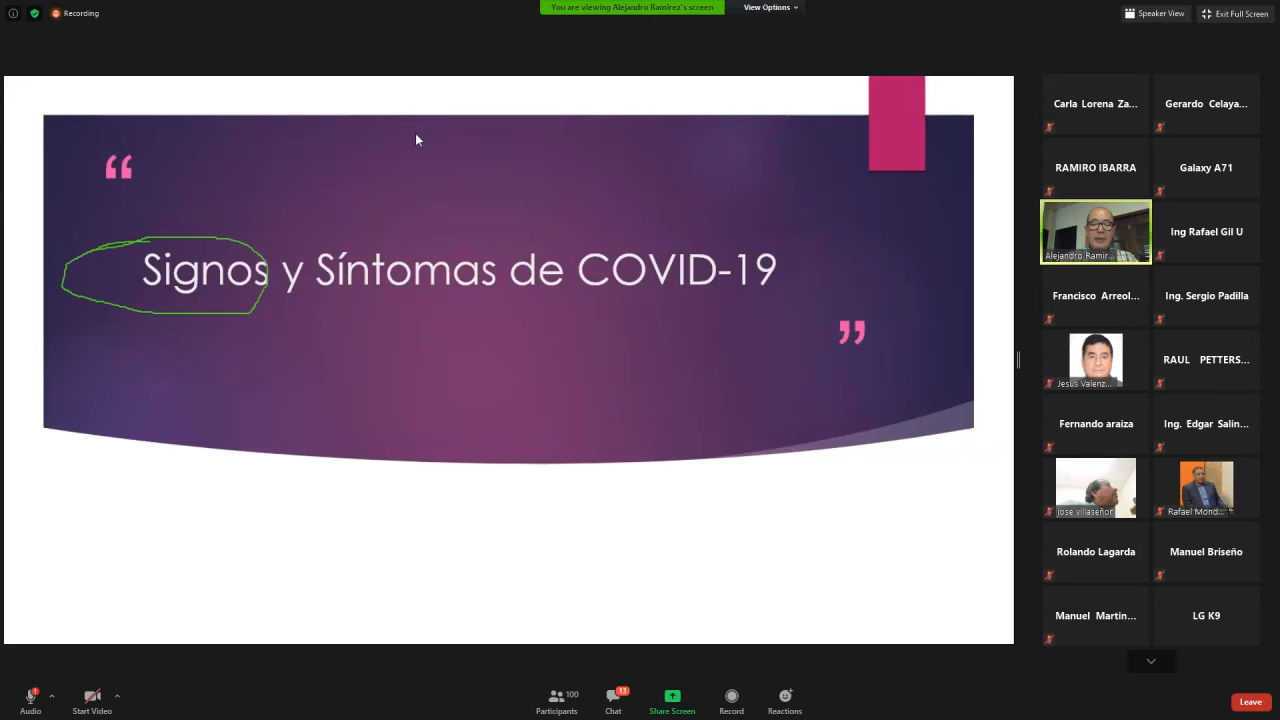 Recording
You are viewing Alejandro Ramirez's screen
View Options
Speaker View
Exit Full Screen
“
Signos y Síntomas de COVID-19
”
Carla Lorena Za...
Gerardo Celaya...
RAMIRO IBARRA
Galaxy A71
Alejandro Ramir...
Ing Rafael Gil U
Francisco Arreol...
Ing. Sergio Padilla
Jesus Valenz...
RAUL PETTERS...
Fernando araiza
Ing. Edgar Salin...
jose villaseñor
Rafael Mond...
Rolando Lagarda
Manuel Briseño
Manuel Martin...
LG K9
Audio
Start Video
100
Participants
13
Chat
Share Screen
Record
Reactions
Leave